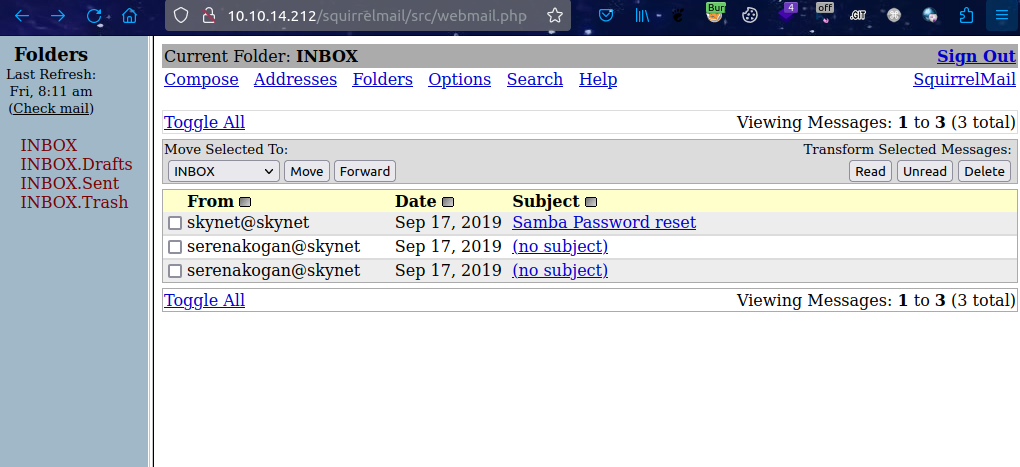 10.10.14.212/squirrelmail/src/webmail.php
Bur
4
off
.GIT
Folders
Last Refresh:
Fri, 8:11 am
(Check mail)
INBOX
INBOX.Drafts
INBOX.Sent
INBOX.Trash
Current Folder: INBOX Sign Out
Compose Addresses Folders Options Search Help SquirrelMail
Toggle All Viewing Messages: 1 to 3 (3 total)
Move Selected To: Transform Selected Messages:
INBOX Move Forward Read Unread Delete
From Date Subject
skynet@skynet Sep 17, 2019 Samba Password reset
serenakogan@skynet Sep 17, 2019 (no subject)
serenakogan@skynet Sep 17, 2019 (no subject)
Toggle All Viewing Messages: 1 to 3 (3 total)